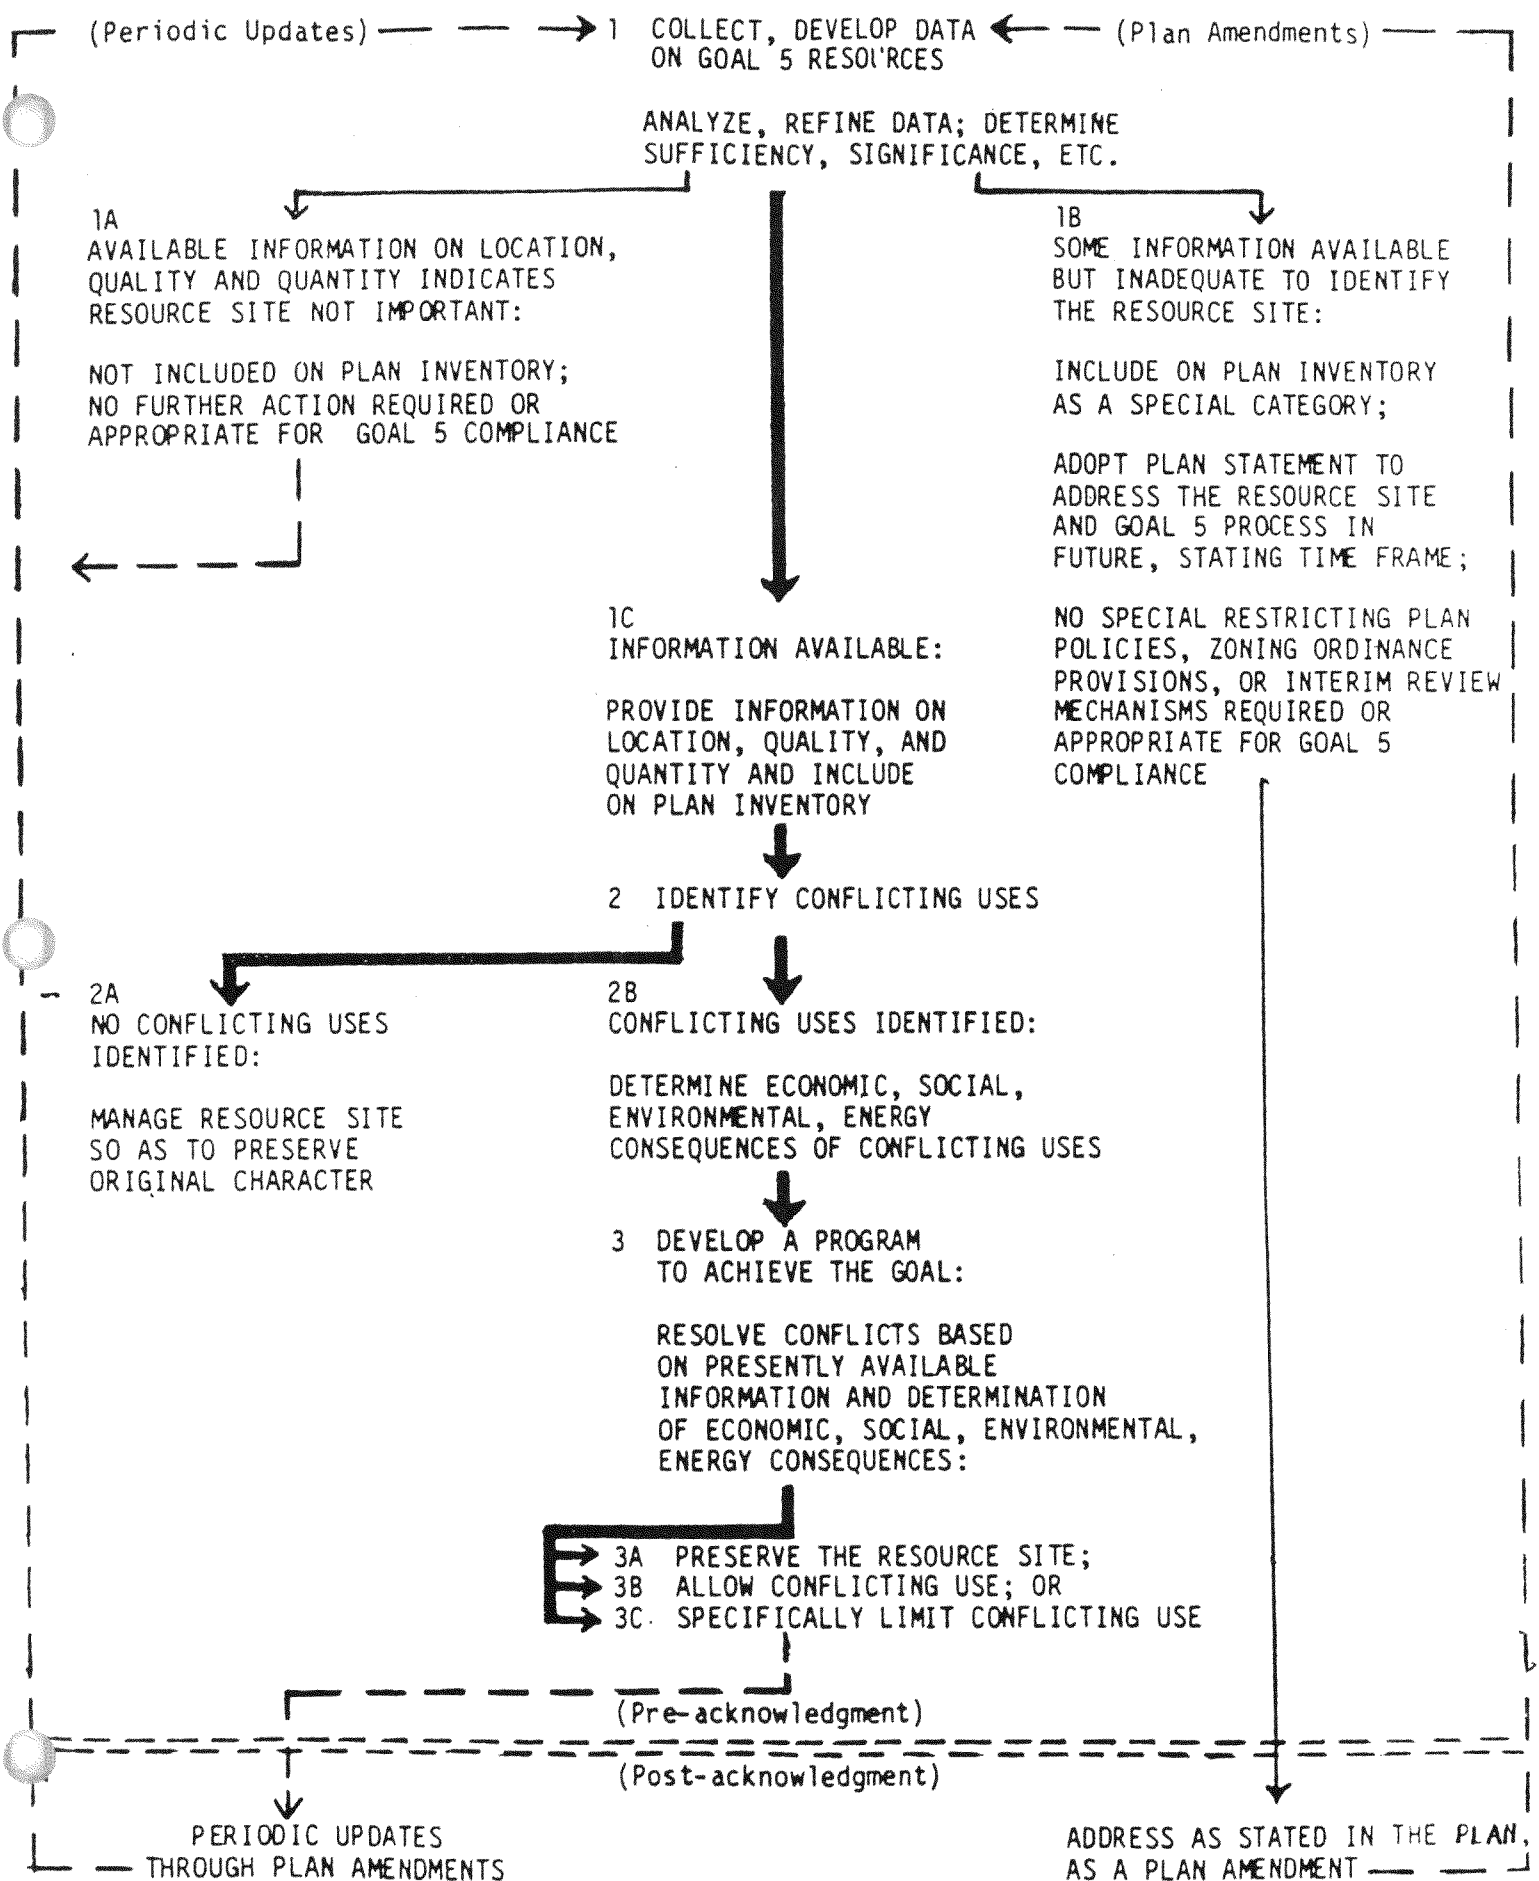 (Periodic Updates)
1 COLLECT, DEVELOP DATA
ON GOAL 5 RESOURCES
(Plan Amendments)
ANALYZE, REFINE DATA; DETERMINE
SUFFICIENCY, SIGNIFICANCE, ETC.
1A
AVAILABLE INFORMATION ON LOCATION,
QUALITY AND QUANTITY INDICATES
RESOURCE SITE NOT IMPORTANT:
NOT INCLUDED ON PLAN INVENTORY;
NO FURTHER ACTION REQUIRED OR
APPROPRIATE FOR GOAL 5 COMPLIANCE
1B
SOME INFORMATION AVAILABLE
BUT INADEQUATE TO IDENTIFY
THE RESOURCE SITE:
INCLUDE ON PLAN INVENTORY
AS A SPECIAL CATEGORY;
ADOPT PLAN STATEMENT TO
ADDRESS THE RESOURCE SITE
AND GOAL 5 PROCESS IN
FUTURE, STATING TIME FRAME;
NO SPECIAL RESTRICTING PLAN
POLICIES, ZONING ORDINANCE
PROVISIONS, OR INTERIM REVIEW
MECHANISMS REQUIRED OR
APPROPRIATE FOR GOAL 5
COMPLIANCE
1C
INFORMATION AVAILABLE:
PROVIDE INFORMATION ON
LOCATION, QUALITY, AND
QUANTITY AND INCLUDE
ON PLAN INVENTORY
2 IDENTIFY CONFLICTING USES
2A
NO CONFLICTING USES
IDENTIFIED:
MANAGE RESOURCE SITE
SO AS TO PRESERVE
ORIGINAL CHARACTER
2B
CONFLICTING USES IDENTIFIED:
DETERMINE ECONOMIC, SOCIAL,
ENVIRONMENTAL, ENERGY
CONSEQUENCES OF CONFLICTING USES
3 DEVELOP A PROGRAM
TO ACHIEVE THE GOAL:
RESOLVE CONFLICTS BASED
ON PRESENTLY AVAILABLE
INFORMATION AND DETERMINATION
OF ECONOMIC, SOCIAL, ENVIRONMENTAL,
ENERGY CONSEQUENCES:
3A PRESERVE THE RESOURCE SITE;
3B ALLOW CONFLICTING USE; OR
3C SPECIFICALLY LIMIT CONFLICTING USE
(Pre-acknowledgment)
(Post-acknowledgment)
PERIODIC UPDATES
THROUGH PLAN AMENDMENTS
ADDRESS AS STATED IN THE PLAN,
AS A PLAN AMENDMENT